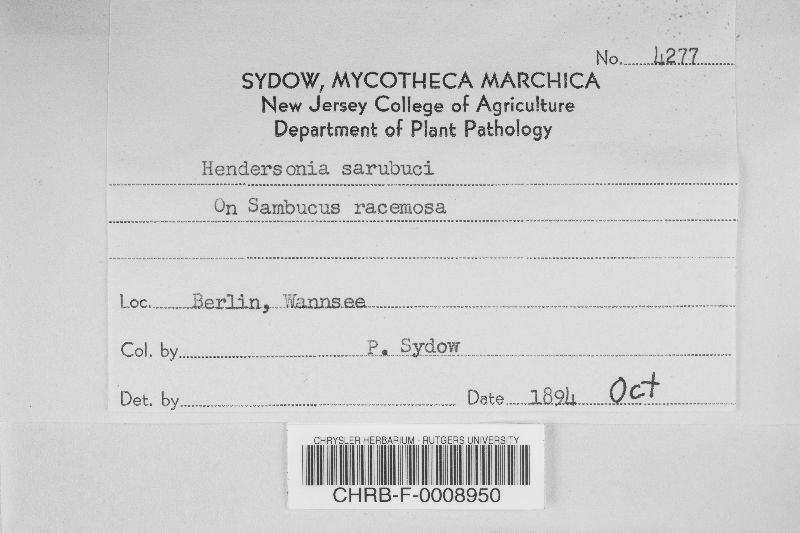 No. 4277
SYDOW, MYCOTHECA MARCHICA
New Jersey College of Agriculture
Department of Plant Pathology
Hendersonia sarubuci
On Sambucus racemosa
Loc. Berlin, Wannsee
Col. by P. Sydow
Det. by Date 1894 Oct
CHRYSLER HERBARIUM - RUTGERS UNIVERSITY
CHRB-F-0008950